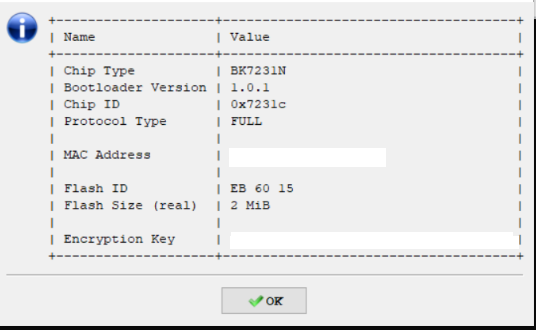 Name | Value
Chip Type | BK7231N
Bootloader Version | 1.0.1
Chip ID | 0x7231c
Protocol Type | FULL
MAC Address |
Flash ID | EB 60 15
Flash Size (real) | 2 MiB
Encryption Key |
OK